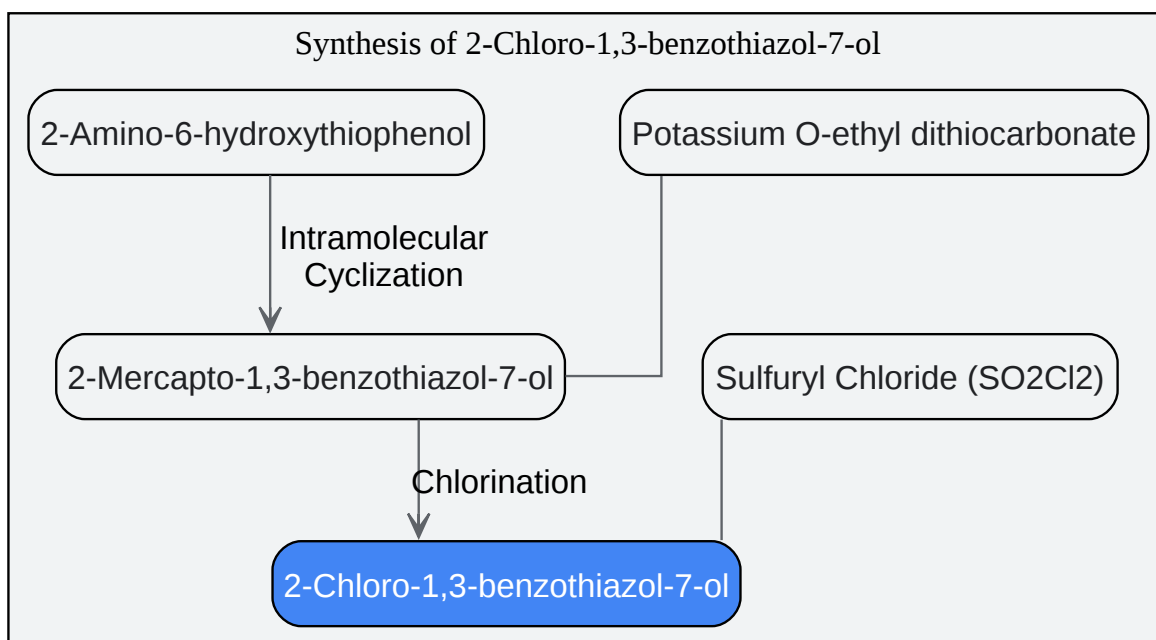 Synthesis of 2-Chloro-1,3-benzothiazol-7-ol
2-Amino-6-hydroxythiophenol
Potassium O-ethyl dithiocarbonate
Intramolecular
Cyclization
2-Mercapto-1,3-benzothiazol-7-ol
Sulfuryl Chloride (SO2Cl2)
Chlorination
2-Chloro-1,3-benzothiazol-7-ol